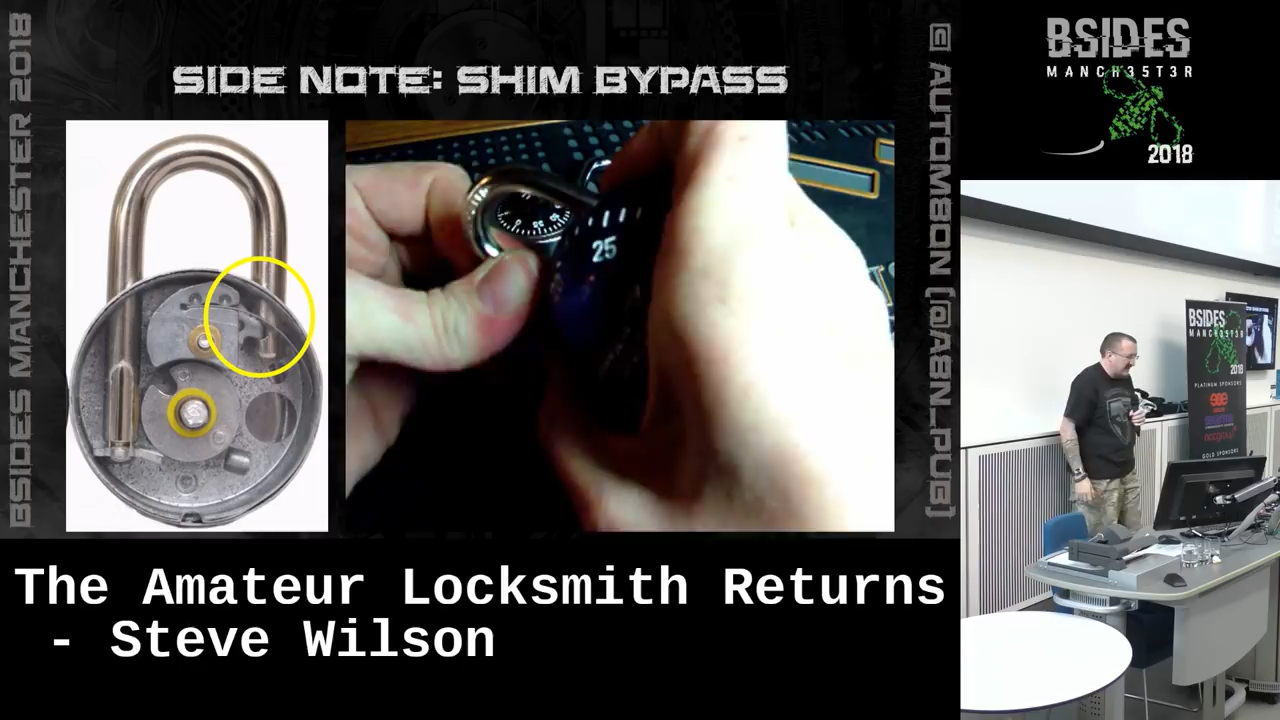 BSIDES MANCHESTER 2018
SIDE NOTE: SHIM BYPASS
25
© AUTOM8ON (@A8N_PUB)
The Amateur Locksmith Returns
- Steve Wilson
BSIDES
MANCH35T3R
2018
BSIDES
MANCH35T3R
2018
PLATINUM SPONSORS
GOLD SPONSORS